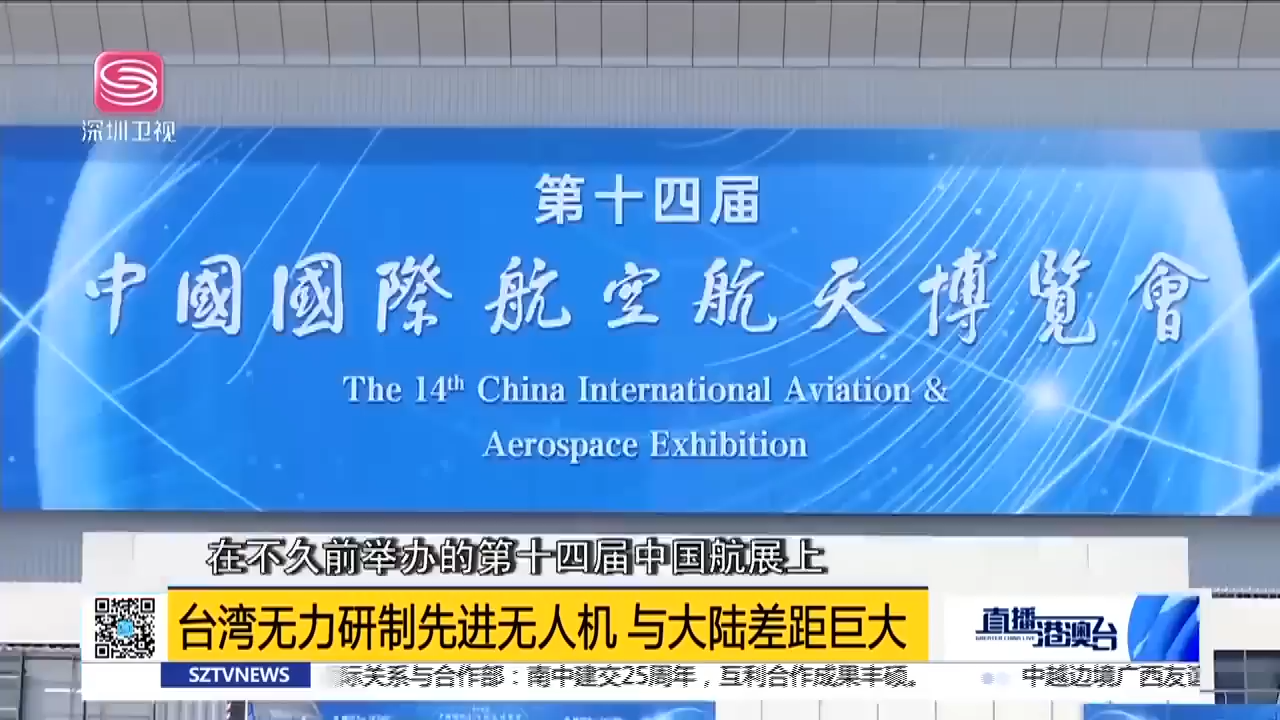 深圳卫视
第十四届
中國國際航空航天博覽會
The 14th China International Aviation &
Aerospace Exhibition
在不久前举办的第十四届中国航展上
台湾无力研制先进无人机 与大陆差距巨大
直播港澳台
GREATER CHINA LIVE
SZTVNEWS
际关系与合作部：南中建交25周年，互利合作成果丰硕。
中越边境广西友谊